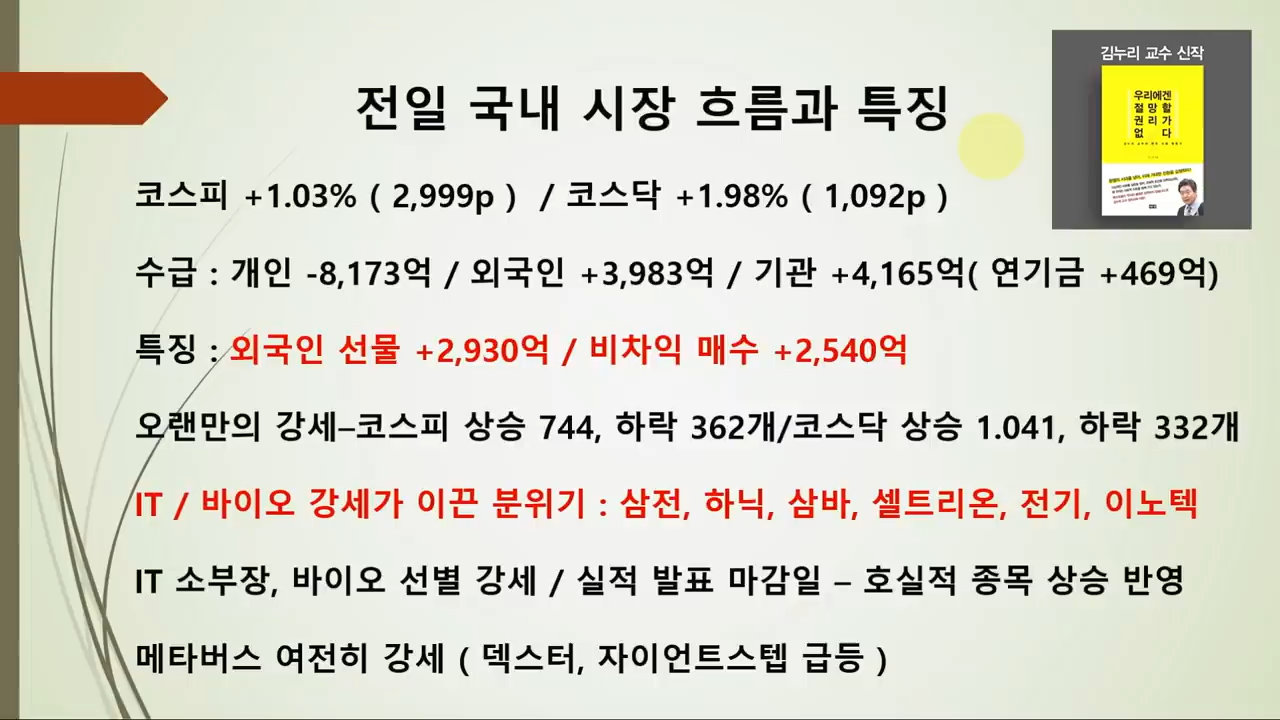 전일 국내 시장 흐름과 특징
김누리 교수 신작
우리에겐
절망할
권리가
없다
코스피 +1.03% ( 2,999p ) / 코스닥 +1.98% ( 1,092p )
수급 : 개인 -8,173억 / 외국인 +3,983억 / 기관 +4,165억( 연기금 +469억)
특징 : 외국인 선물 +2,930억 / 비차익 매수 +2,540억
오랜만의 강세–코스피 상승 744, 하락 362개/코스닥 상승 1.041, 하락 332개
IT / 바이오 강세가 이끈 분위기 : 삼전, 하닉, 삼바, 셀트리온, 전기, 이노텍
IT 소부장, 바이오 선별 강세 / 실적 발표 마감일 – 호실적 종목 상승 반영
메타버스 여전히 강세 ( 덱스터, 자이언트스텝 급등 )